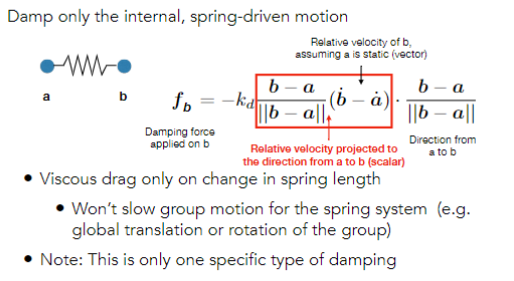 Damp only the internal, spring-driven motion
Relative velocity of b,
assuming a is static (vector)
a
b
f_b = -k_d \frac{b - a}{||b - a||} (\dot{b} - \dot{a}) \cdot \frac{b - a}{||b - a||}
Damping force
applied on b
Relative velocity projected to
the direction from a to b (scalar)
Direction from
a to b
• Viscous drag only on change in spring length
• Won't slow group motion for the spring system (e.g.
global translation or rotation of the group)
• Note: This is only one specific type of damping